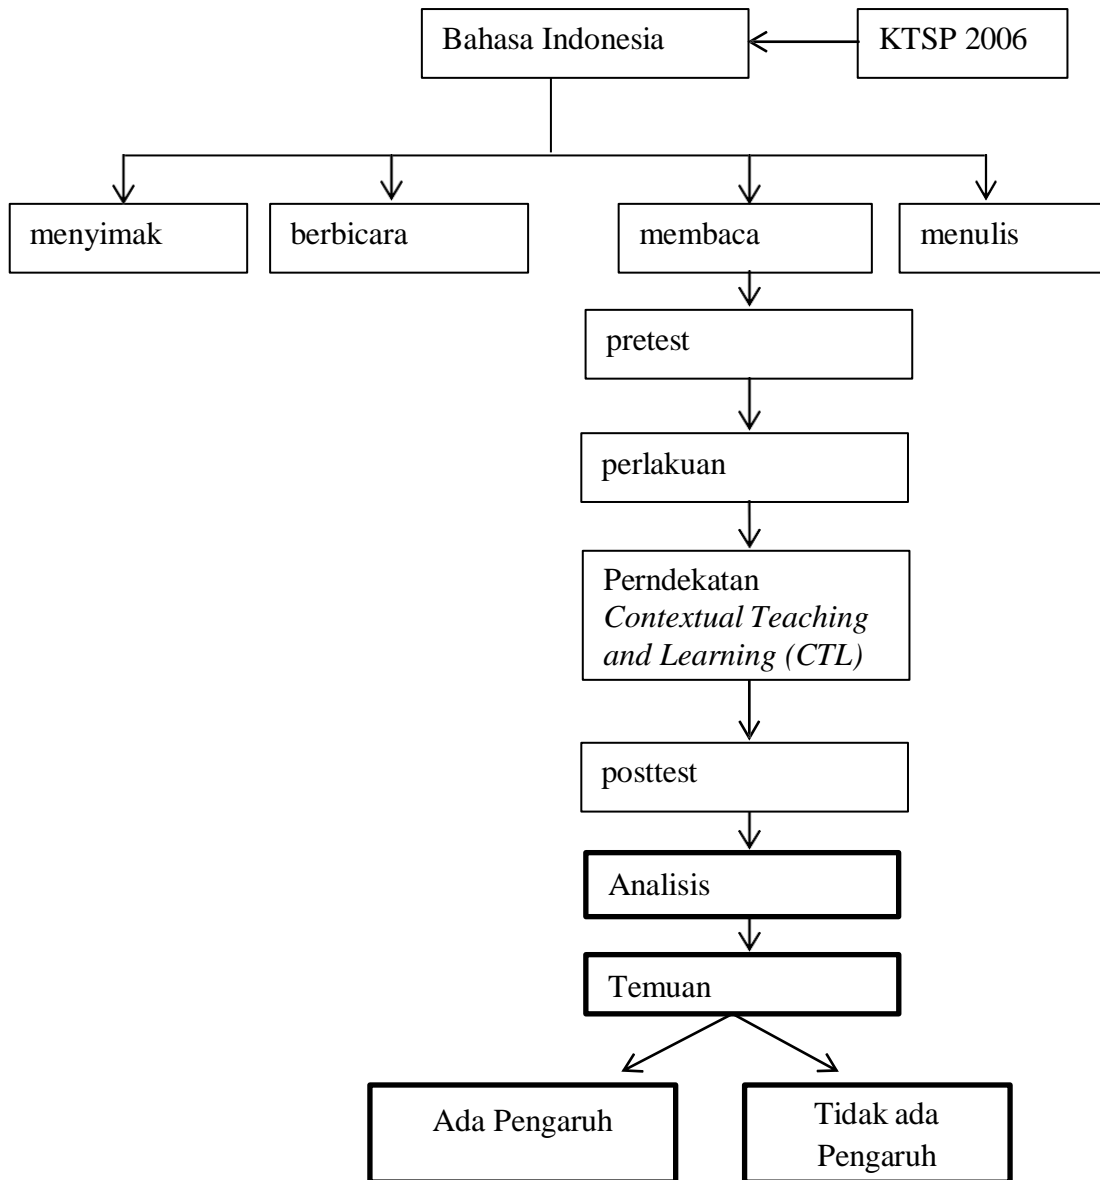 Bahasa Indonesia
KTSP 2006
menyimak
berbicara
membaca
menulis
pretest
perlakuan
Perndekatan
Contextual Teaching
and Learning (CTL)
posttest
Analisis
Temuan
Ada Pengaruh
Tidak ada
Pengaruh